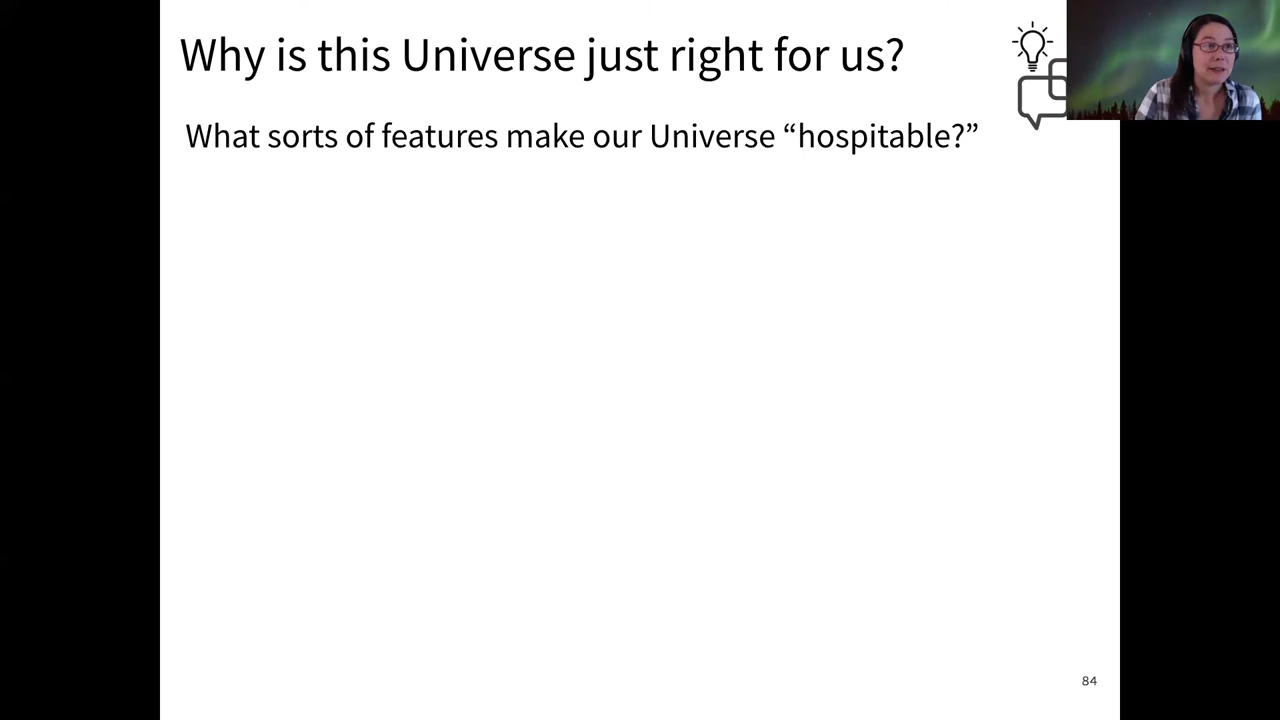 Why is this Universe just right for us?
What sorts of features make our Universe “hospitable?”
84